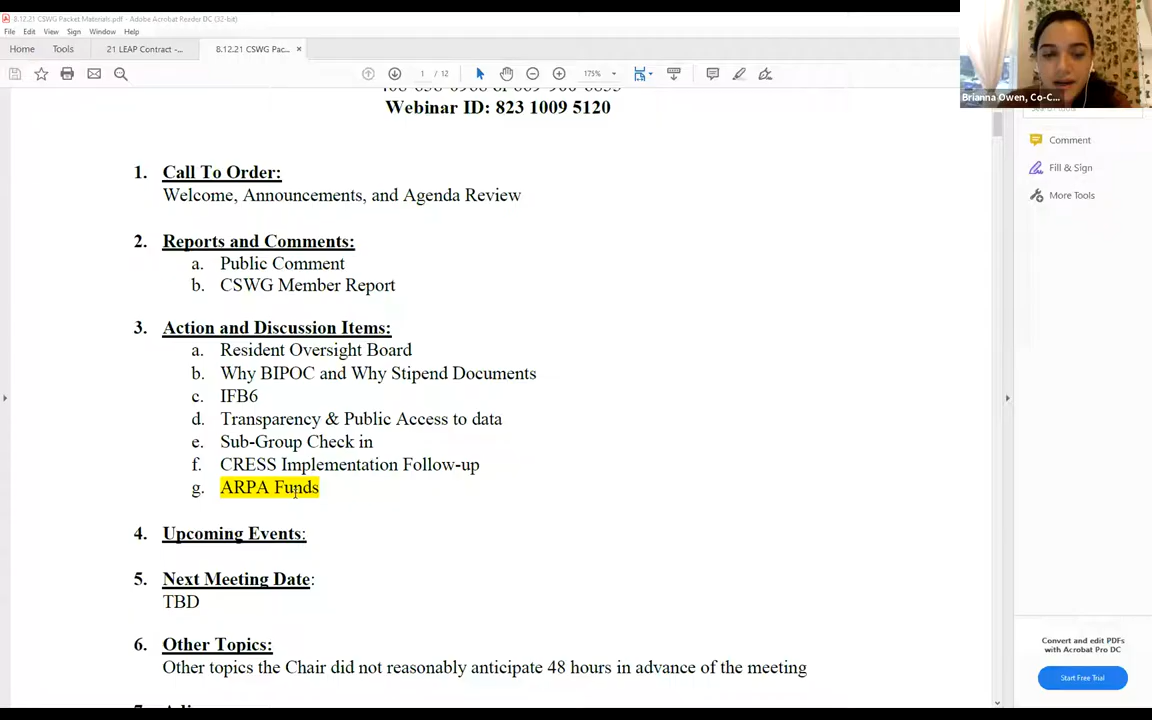 8.12.21 CSWG Packet Materials.pdf - Adobe Acrobat Reader DC (32-bit)
File Edit View Sign Window Help
Home Tools 21 LEAP Contract -... 8.12.21 CSWG Pac... ×
1 / 12 175%
Brianna Owen, Co-C...
Webinar ID: 823 1009 5120
Comment
Fill & Sign
More Tools
1. Call To Order:
Welcome, Announcements, and Agenda Review
2. Reports and Comments:
a. Public Comment
b. CSWG Member Report
3. Action and Discussion Items:
a. Resident Oversight Board
b. Why BIPOC and Why Stipend Documents
c. IFB6
d. Transparency & Public Access to data
e. Sub-Group Check in
f. CRESS Implementation Follow-up
g. ARPA Funds
4. Upcoming Events:
5. Next Meeting Date:
TBD
6. Other Topics:
Other topics the Chair did not reasonably anticipate 48 hours in advance of the meeting
Convert and edit PDFs
with Acrobat Pro DC
Start Free Trial